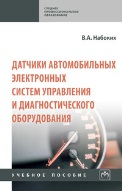 СРЕДНЕЕ
ПРОФЕССИОНАЛЬНОЕ
ОБРАЗОВАНИЕ
В.А. Набоких
ДАТЧИКИ АВТОМОБИЛЬНЫХ
ЭЛЕКТРОННЫХ
СИСТЕМ УПРАВЛЕНИЯ
И ДИАГНОСТИЧЕСКОГО
ОБОРУДОВАНИЯ
УЧЕБНОЕ ПОСОБИЕ